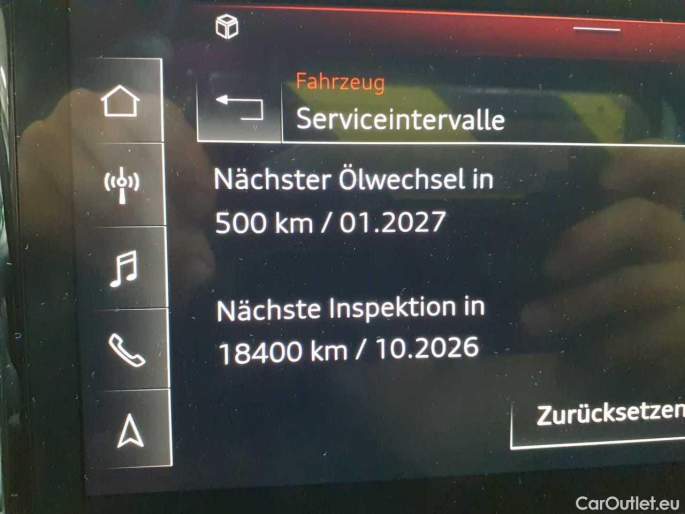 Fahrzeug
Serviceintervalle
Nächster Ölwechsel in
500 km / 01.2027
Nächste Inspektion in
18400 km / 10.2026
Zurücksetzen
CarOutlet.eu